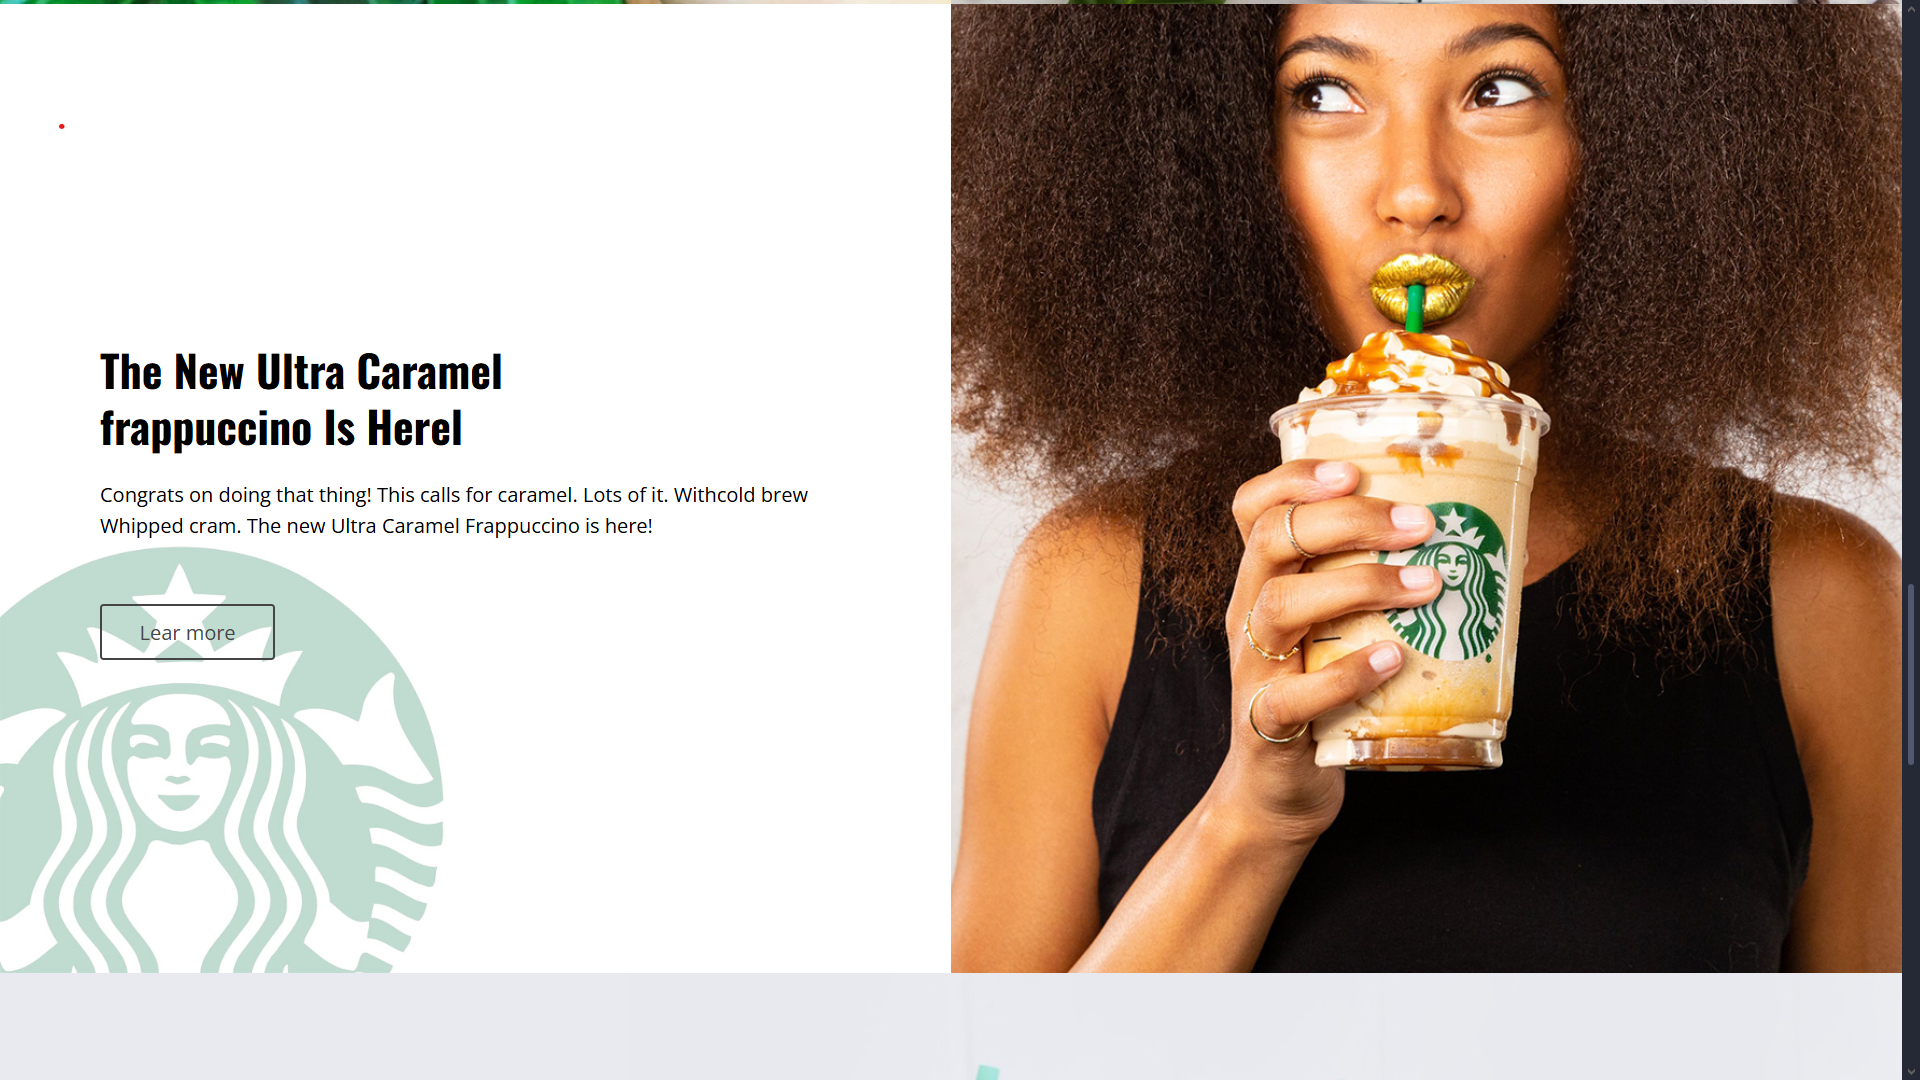 The New Ultra Caramel
frappuccino Is Herel
Congrats on doing that thing! This calls for caramel. Lots of it. Withcold brew
Whipped cram. The new Ultra Caramel Frappuccino is here!
Lear more